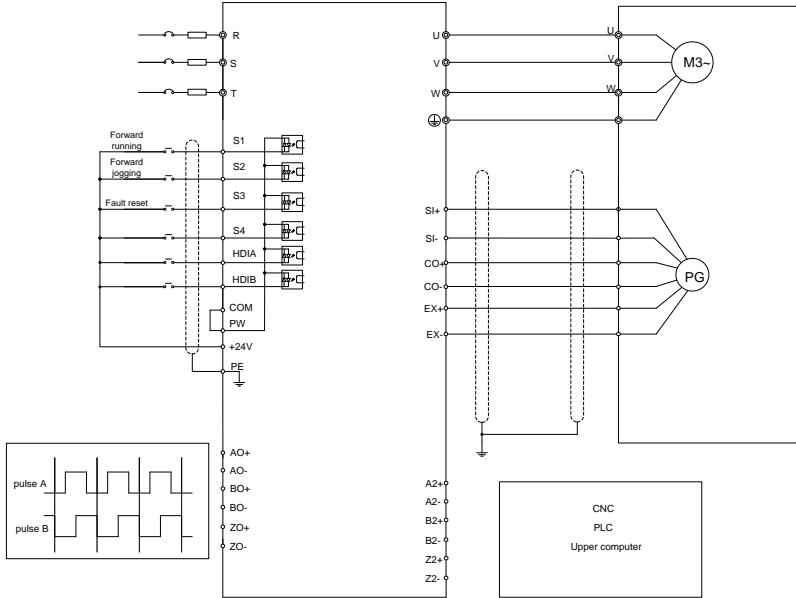 R
S
T
Forward
running
Forward
jogging
Fault reset
S1
S2
S3
S4
HDIA
HDIB
COM
PW
+24V
PE
AO+
AO-
BO+
BO-
ZO+
ZO-
pulse A
pulse B
U
V
W
U
V
W
M3~
SI+
SI-
CO+
CO-
EX+
EX-
PG
A2+
A2-
B2+
B2-
Z2+
Z2-
CNC
PLC
Upper computer